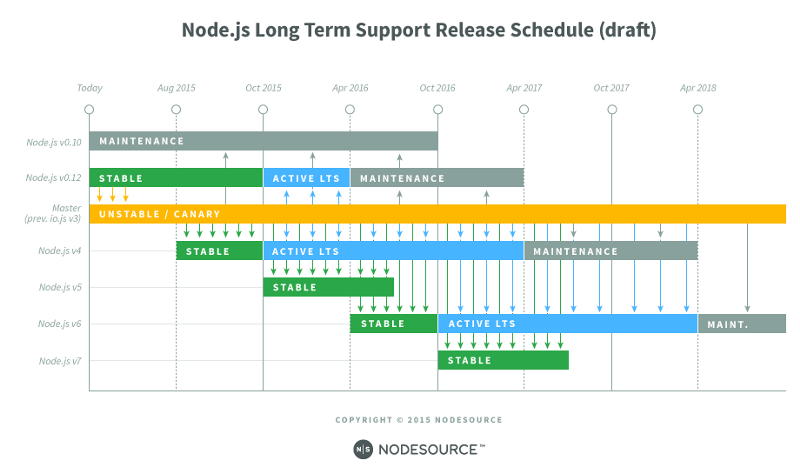 Node.js Long Term Support Release Schedule (draft)
Today
Aug 2015
Oct 2015
Apr 2016
Oct 2016
Apr 2017
Oct 2017
Apr 2018
Node.js v0.10
MAINTENANCE
Node.js v0.12
STABLE
ACTIVE LTS
MAINTENANCE
Master
(prev. io.js v3)
UNSTABLE / CANARY
Node.js v4
STABLE
ACTIVE LTS
MAINTENANCE
Node.js v5
STABLE
Node.js v6
STABLE
ACTIVE LTS
MAINT.
Node.js v7
STABLE
COPYRIGHT © 2015 NODESOURCE
N|S NODESOURCE™